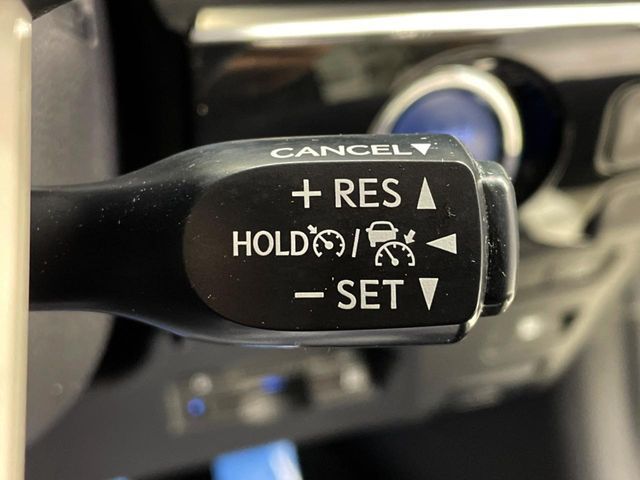 CANCEL▼
+ RES ▲
HOLD / ◀
− SET ▼